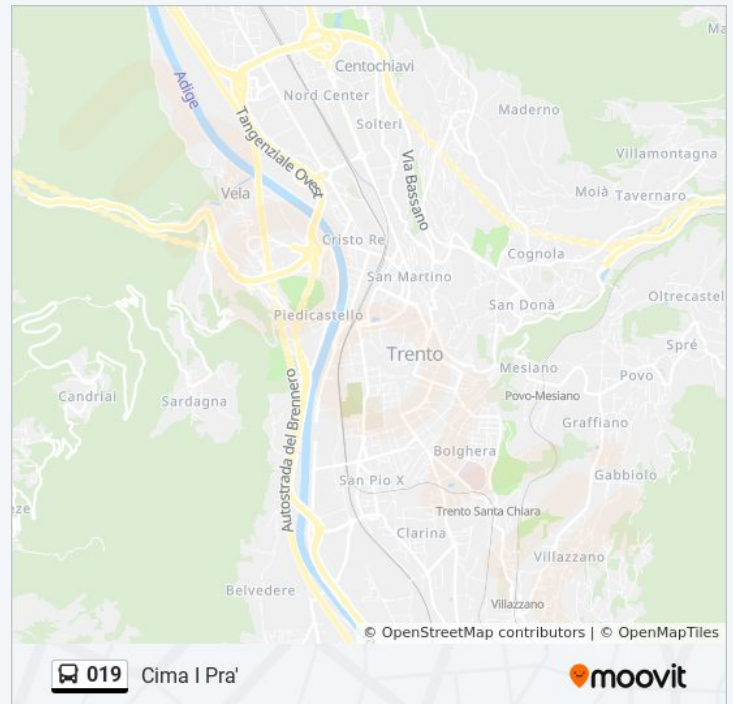 Ma
Centochiavi
Adige
Nord Center
Maderno
Solteri
Tangenziale Ovest
Via Bassano
Villamontagna
Vela
Moià
Tavernaro
Cristo Re
Cognola
San Martino
San Donà
Oltrecastel
Piedicastello
Trento
Spré
Mesiano
Povo
Candriai
Sardagna
Povo-Mesiano
Autostrada del Brennero
Graffiano
Bolghera
Gabbiolo
San Pio X
eze
Trento Santa Chiara
Clarina
Villazzano
Belvedere
Villazzano
© OpenStreetMap contributors | © OpenMapTiles
019 Cima I Pra'
moovit